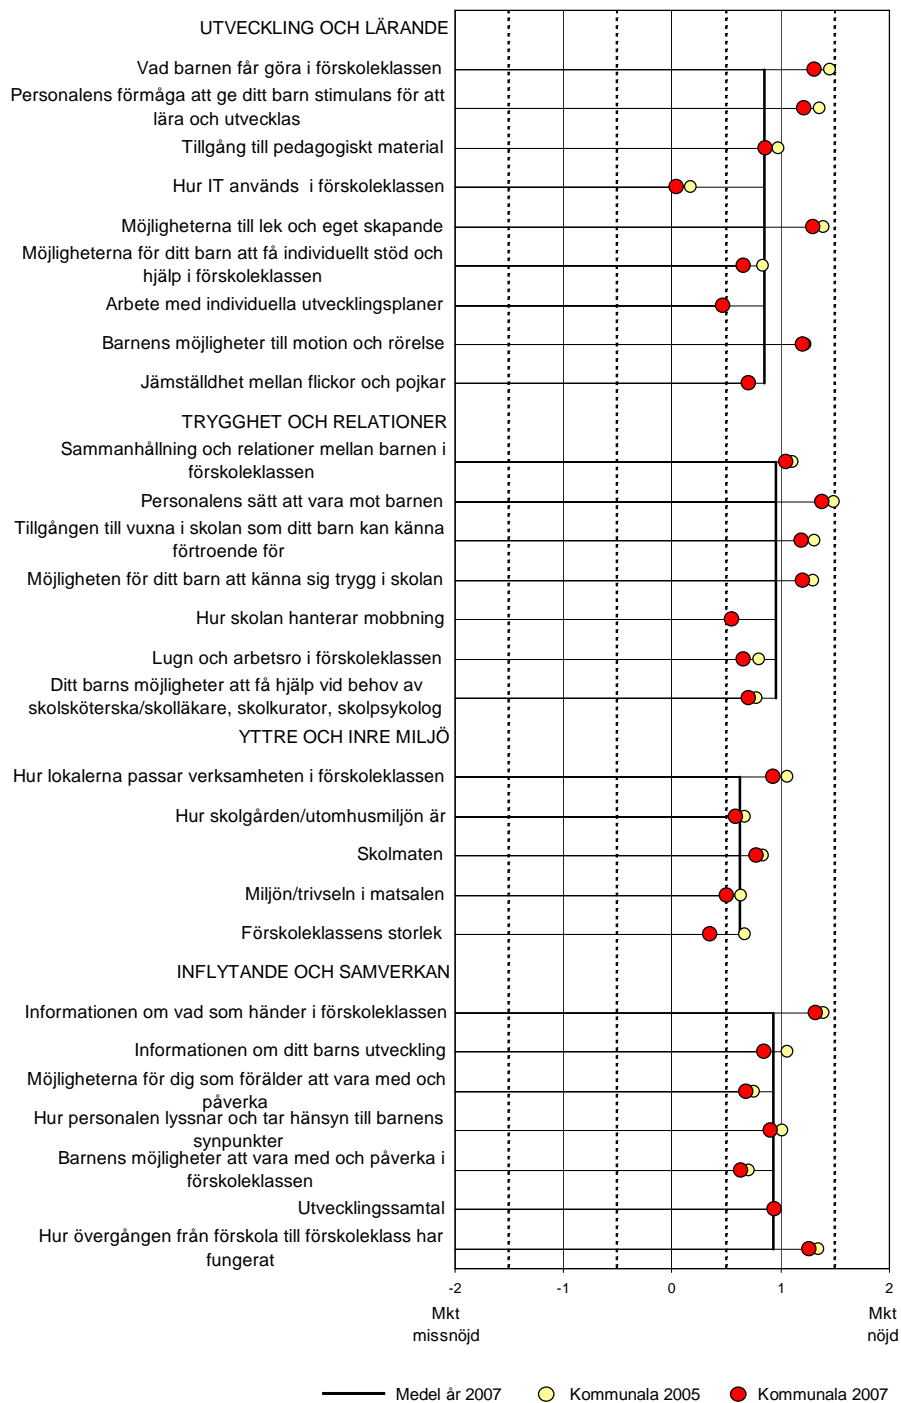 UTVECKLING OCH LÄRANDE
Vad barnen får göra i förskoleklassen
Personalens förmåga att ge ditt barn stimulans för att
lära och utvecklas
Tillgång till pedagogiskt material
Hur IT används i förskoleklassen
Möjligheterna till lek och eget skapande
Möjligheterna för ditt barn att få individuellt stöd och
hjälp i förskoleklassen
Arbete med individuella utvecklingsplaner
Barnens möjligheter till motion och rörelse
Jämställdhet mellan flickor och pojkar
TRYGGHET OCH RELATIONER
Sammanhållning och relationer mellan barnen i
förskoleklassen
Personalens sätt att vara mot barnen
Tillgången till vuxna i skolan som ditt barn kan känna
förtroende för
Möjligheten för ditt barn att känna sig trygg i skolan
Hur skolan hanterar mobbning
Lugn och arbetsro i förskoleklassen
Ditt barns möjligheter att få hjälp vid behov av
skolsköterska/skolläkare, skolkurator, skolpsykolog
YTTRE OCH INRE MILJÖ
Hur lokalerna passar verksamheten i förskoleklassen
Hur skolgården/utomhusmiljön är
Skolmaten
Miljön/trivseln i matsalen
Förskoleklassens storlek
INFLYTANDE OCH SAMVERKAN
Informationen om vad som händer i förskoleklassen
Informationen om ditt barns utveckling
Möjligheterna för dig som förälder att vara med och
påverka
Hur personalen lyssnar och tar hänsyn till barnens
synpunkter
Barnens möjligheter att vara med och påverka i
förskoleklassen
Utvecklingssamtal
Hur övergången från förskola till förskoleklass har
fungerat
-2 -1 0 1 2
Mkt Mkt
missnöjd nöjd
Medel år 2007 Kommunala 2005 Kommunala 2007